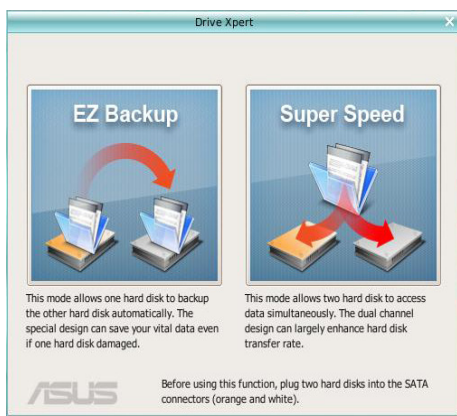 Drive Xpert
EZ Backup
Super Speed
This mode allows one hard disk to backup
the other hard disk automatically. The
special design can save your vital data even
if one hard disk damaged.
This mode allows two hard disk to access
data simultaneously. The dual channel
design can largely enhance hard disk
transfer rate.
ASUS
Before using this function, plug two hard disks into the SATA
connectors (orange and white).